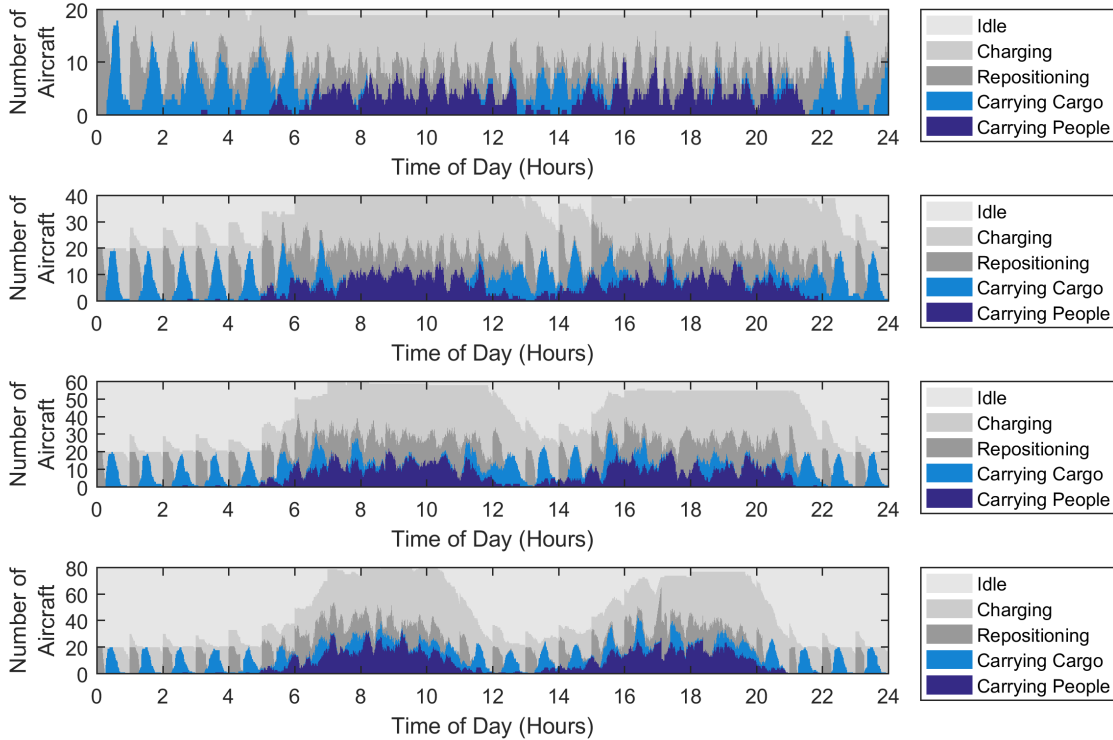 20
10
0
Number of
Aircraft
0 2 4 6 8 10 12 14 16 18 20 22 24
Time of Day (Hours)
Idle
Charging
Repositioning
Carrying Cargo
Carrying People
40
30
20
10
0
Number of
Aircraft
0 2 4 6 8 10 12 14 16 18 20 22 24
Time of Day (Hours)
Idle
Charging
Repositioning
Carrying Cargo
Carrying People
60
50
40
30
20
10
0
Number of
Aircraft
0 2 4 6 8 10 12 14 16 18 20 22 24
Time of Day (Hours)
Idle
Charging
Repositioning
Carrying Cargo
Carrying People
80
60
40
20
0
Number of
Aircraft
0 2 4 6 8 10 12 14 16 18 20 22 24
Time of Day (Hours)
Idle
Charging
Repositioning
Carrying Cargo
Carrying People